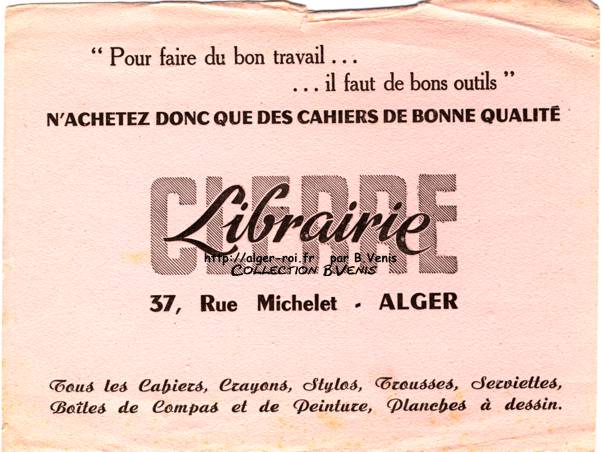 “ Pour faire du bon travail . . .
. . . il faut de bons outils ”
N'ACHETEZ DONC QUE DES CAHIERS DE BONNE QUALITÉ
CLERRE
Librairie
http://alger-roi.fr par B.Venis
COLLECTION B.VENIS
37, Rue Michelet - ALGER
Tous les Cahiers, Crayons, Stylos, Trousses, Serviettes,
Boîtes de Compas et de Peinture, Planches à dessin.